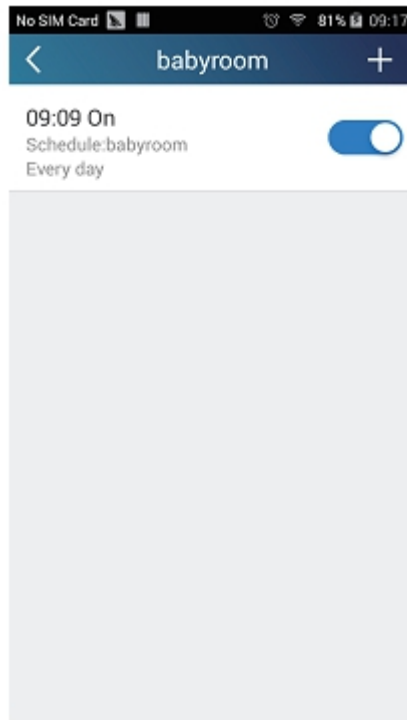 No SIM Card 81% 09:17
babyroom
09:09 On
Schedule:babyroom
Every day